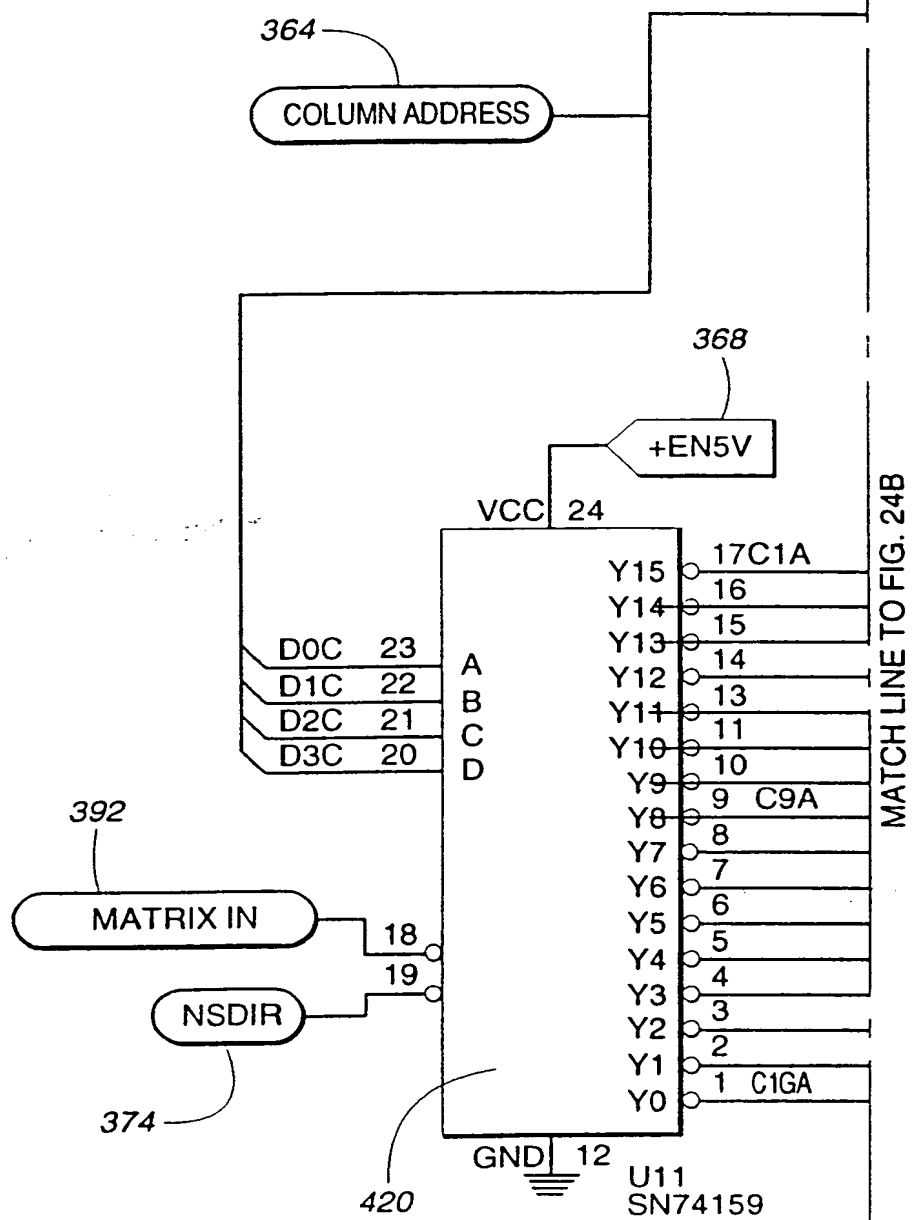 364
COLUMN ADDRESS
368
+EN5V
VCC 24
Y15 17 C1A
Y14 16
Y13 15
D0C 23 A
Y12 14
D1C 22 B
Y11 13
D2C 21 C
Y10 11
D3C 20 D
Y9 10
Y8 9 C9A
392
Y7 8
MATRIX IN
Y6 7
18
Y5 6
19
Y4 5
NSDIR
Y3 4
Y2 3
374
Y1 2
Y0 1 C1GA
GND 12
420
U11
SN74159
MATCH LINE TO FIG. 24B